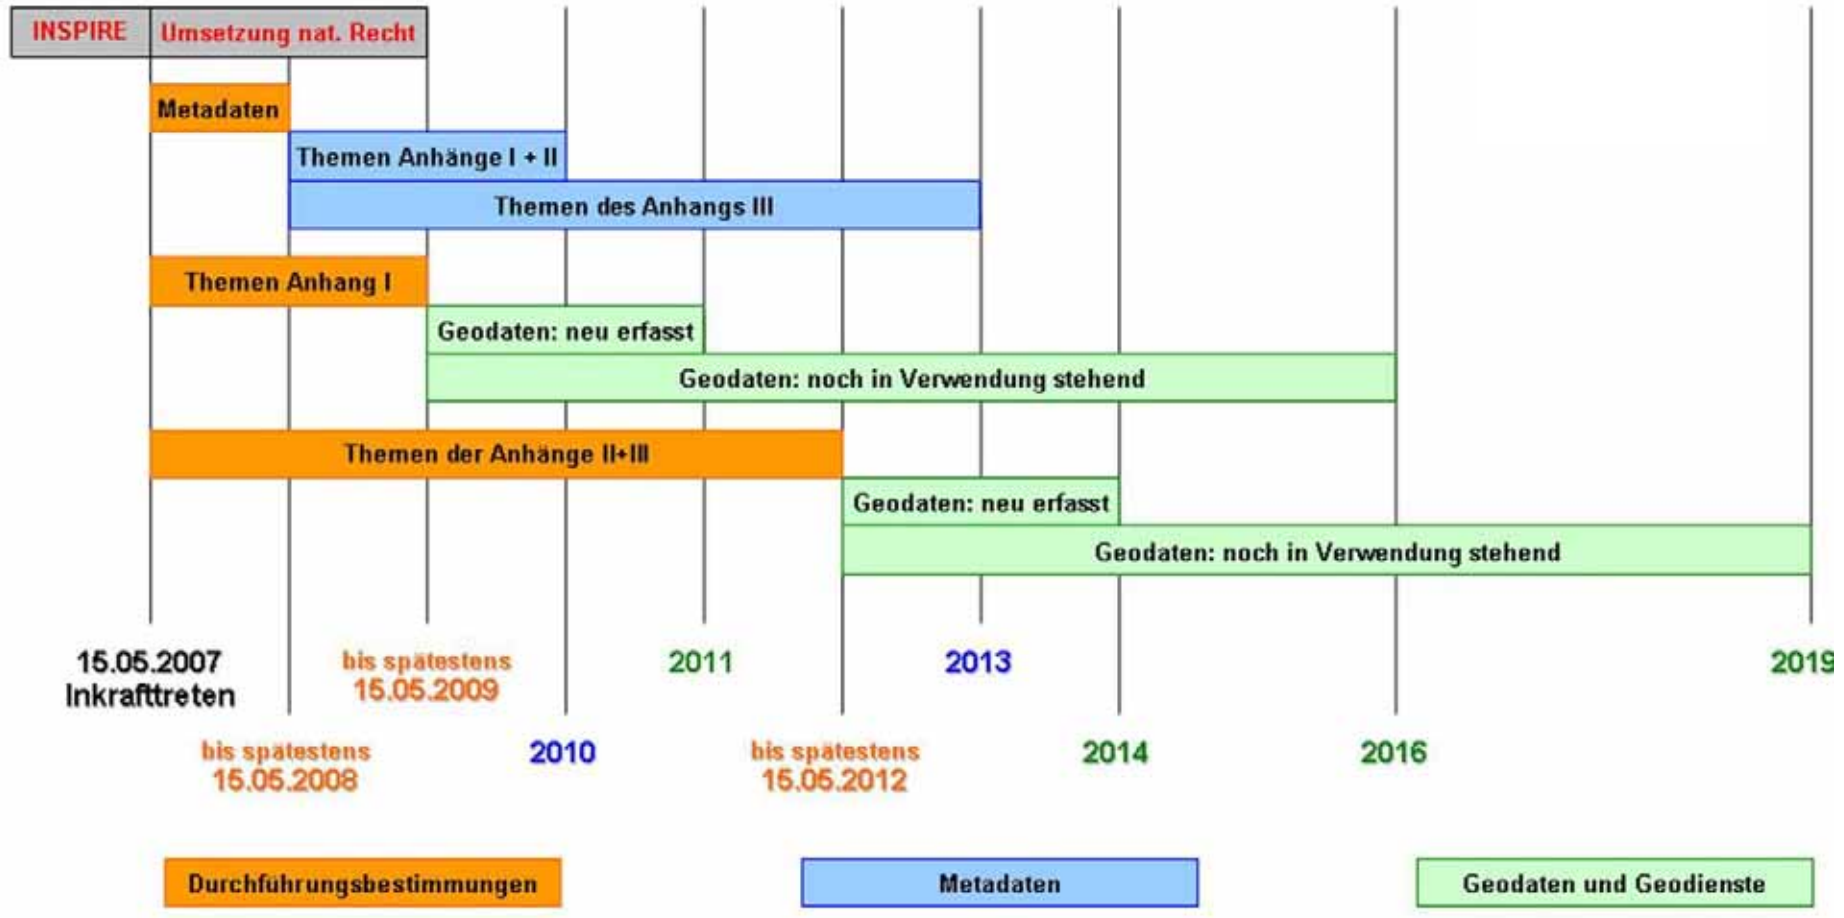 INSPIRE
Umsetzung nat. Recht
Metadaten
Themen Anhänge I + II
Themen des Anhangs III
Themen Anhang I
Geodaten: neu erfasst
Geodaten: noch in Verwendung stehend
Themen der Anhänge II+III
Geodaten: neu erfasst
Geodaten: noch in Verwendung stehend
15.05.2007
Inkrafttreten
bis spätestens
15.05.2009
2011
2013
2019
bis spätestens
15.05.2008
2010
bis spätestens
15.05.2012
2014
2016
Durchführungsbestimmungen
Metadaten
Geodaten und Geodienste